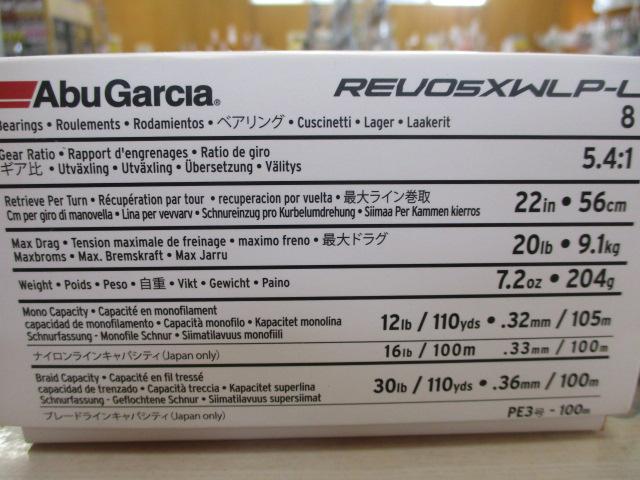 AbuGarcia® REVO5XWLP-L
Bearings • Roulements • Rodamientos • ベアリング • Cuscinetti • Lager • Laakerit 8
Gear Ratio • Rapport d'engrenages • Ratio de giro
ギア比 • Utväxling • Utväxling • Übersetzung • Välitys 5.4:1
Retrieve Per Turn • Récupération par tour • recuperacion por vuelta • 最大ライン巻取
Cm per giro di manovella • Lina per vevvarv • Schnureinzug pro Kurbelumdrehung • Siimaa Per Kammen kierros 22in • 56cm
Max Drag • Tension maximale de freinage • maximo freno • 最大ドラグ
Maxbroms • Max. Bremskraft • Max Jarru 20lb • 9.1kg
Weight • Poids • Peso • 自重 • Vikt • Gewicht • Paino 7.2oz • 204g
Mono Capacity • Capacité en monofilament
capacidad de monofilamento • Capacità monofilo • Kapacitet monolina 12lb / 110yds • .32mm / 105m
Schnurfassung - Monofile Schnur • Siimatilavuus monofiili
ナイロンラインキャパシティ(Japan only) 16lb / 100m .33mm / 100m
Braid Capacity • Capacité en fil tressé
capacidad de trenzado • Capacità treccia • Kapacitet superlina 30lb / 110yds • .36mm / 100m
Schnurfassung - Geflochtene Schnur • Siimatilavuus supersiimat
ブレードラインキャパシティ(Japan only) PE3号 - 100m